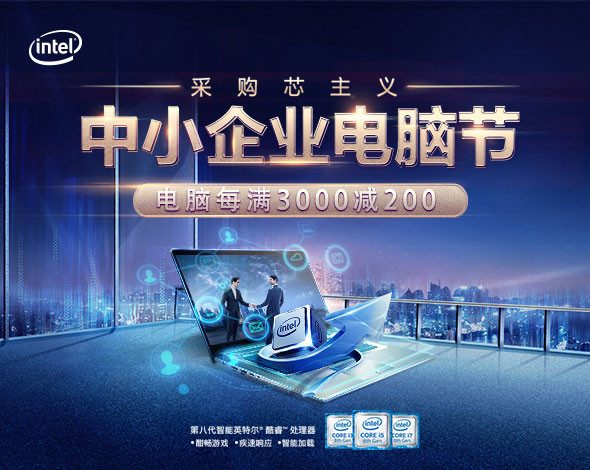 intel
采购芯主义
中小企业电脑节
电脑每满3000减200
intel
第八代智能英特尔® 酷睿™ 处理器
•酣畅游戏 •疾速响应 •智能加载
intel intel intel
CORE i3 CORE i5 CORE i7
8th Gen 8th Gen 8th Gen